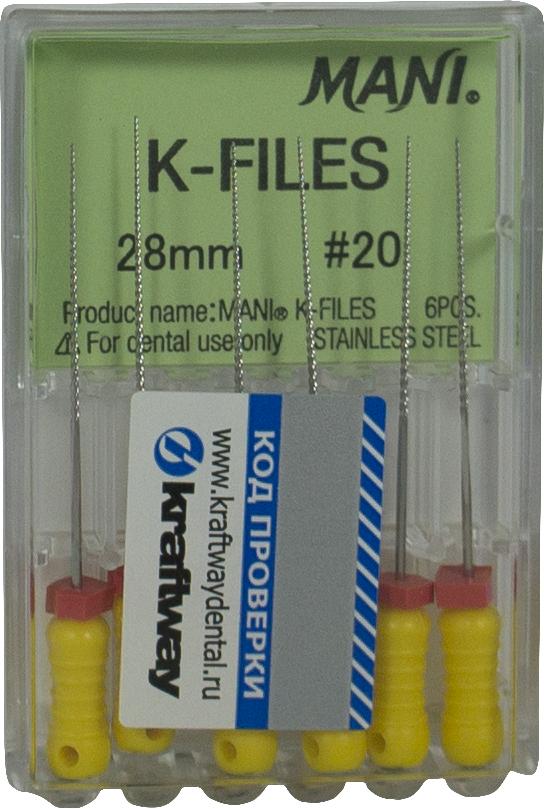 MANI®
K-FILES
28mm #20
Product name:MANI® K-FILES 6PCS.
⚠ For dental use only STAINLESS STEEL
КОД ПРОВЕРКИ
www.kraftwaydental.ru
kraftway